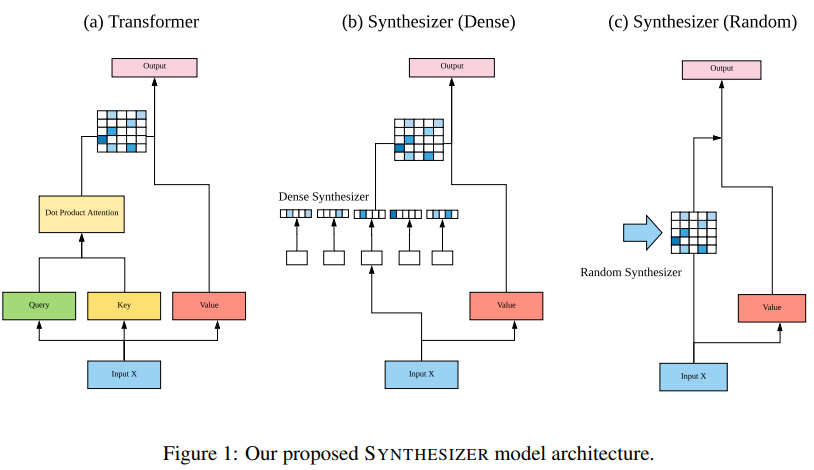 (a) Transformer
(b) Synthesizer (Dense)
(c) Synthesizer (Random)
Output
Output
Output
Dense Synthesizer
Dot Product Attention
Random Synthesizer
Query
Key
Value
Value
Value
Input X
Input X
Input X
Figure 1: Our proposed SYNTHESIZER model architecture.